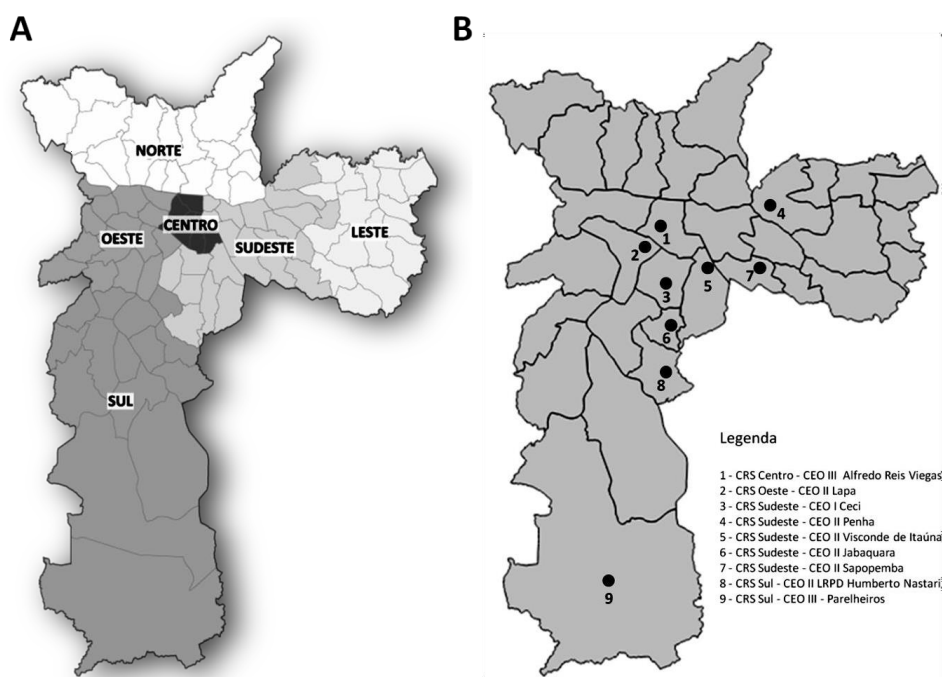 A
B
NORTE
CENTRO
OESTE
SUDESTE
LESTE
SUL
4
1
2
5
7
3
6
8
9
Legenda
1 - CRS Centro - CEO III Alfredo Reis Viegas
2 - CRS Oeste - CEO II Lapa
3 - CRS Sudeste - CEO I Ceci
4 - CRS Sudeste - CEO II Penha
5 - CRS Sudeste - CEO II Visconde de Itaúna
6 - CRS Sudeste - CEO II Jabaquara
7 - CRS Sudeste - CEO II Sapopemba
8 - CRS Sul - CEO II LRPD Humberto Nastari
9 - CRS Sul - CEO III - Parelheiros